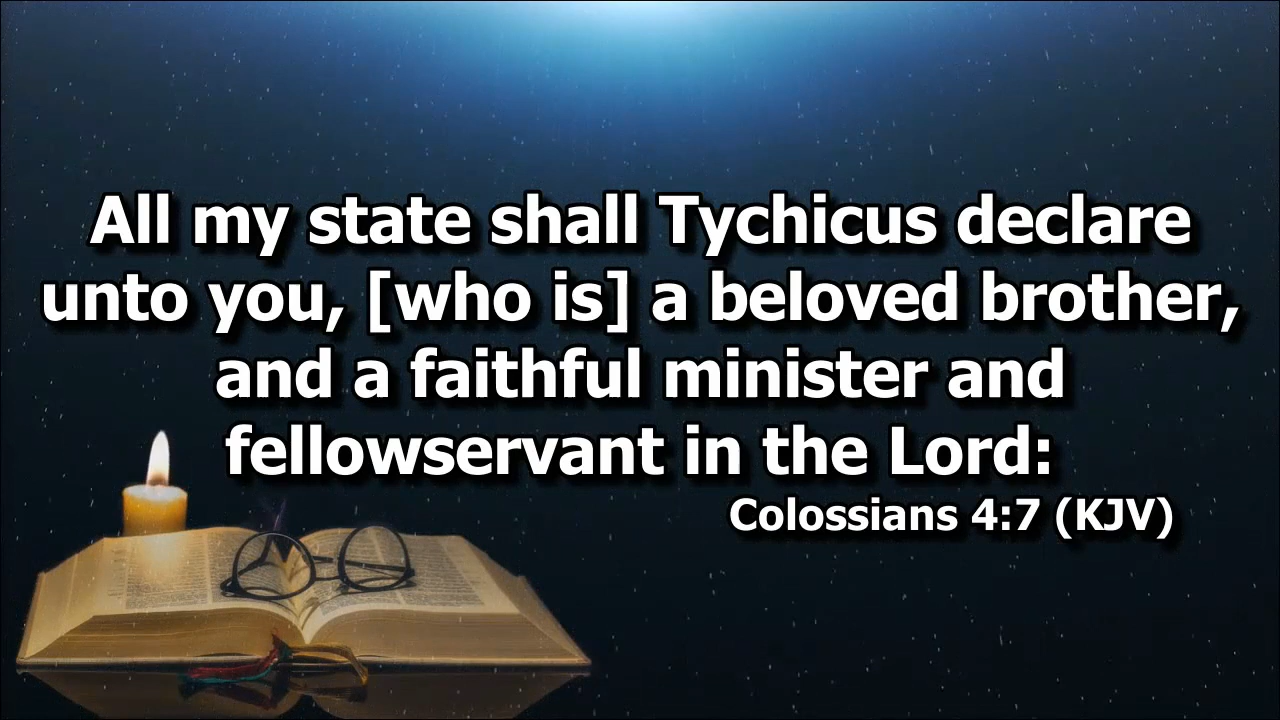 All my state shall Tychicus declare
unto you, [who is] a beloved brother,
and a faithful minister and
fellowservant in the Lord:
Colossians 4:7 (KJV)